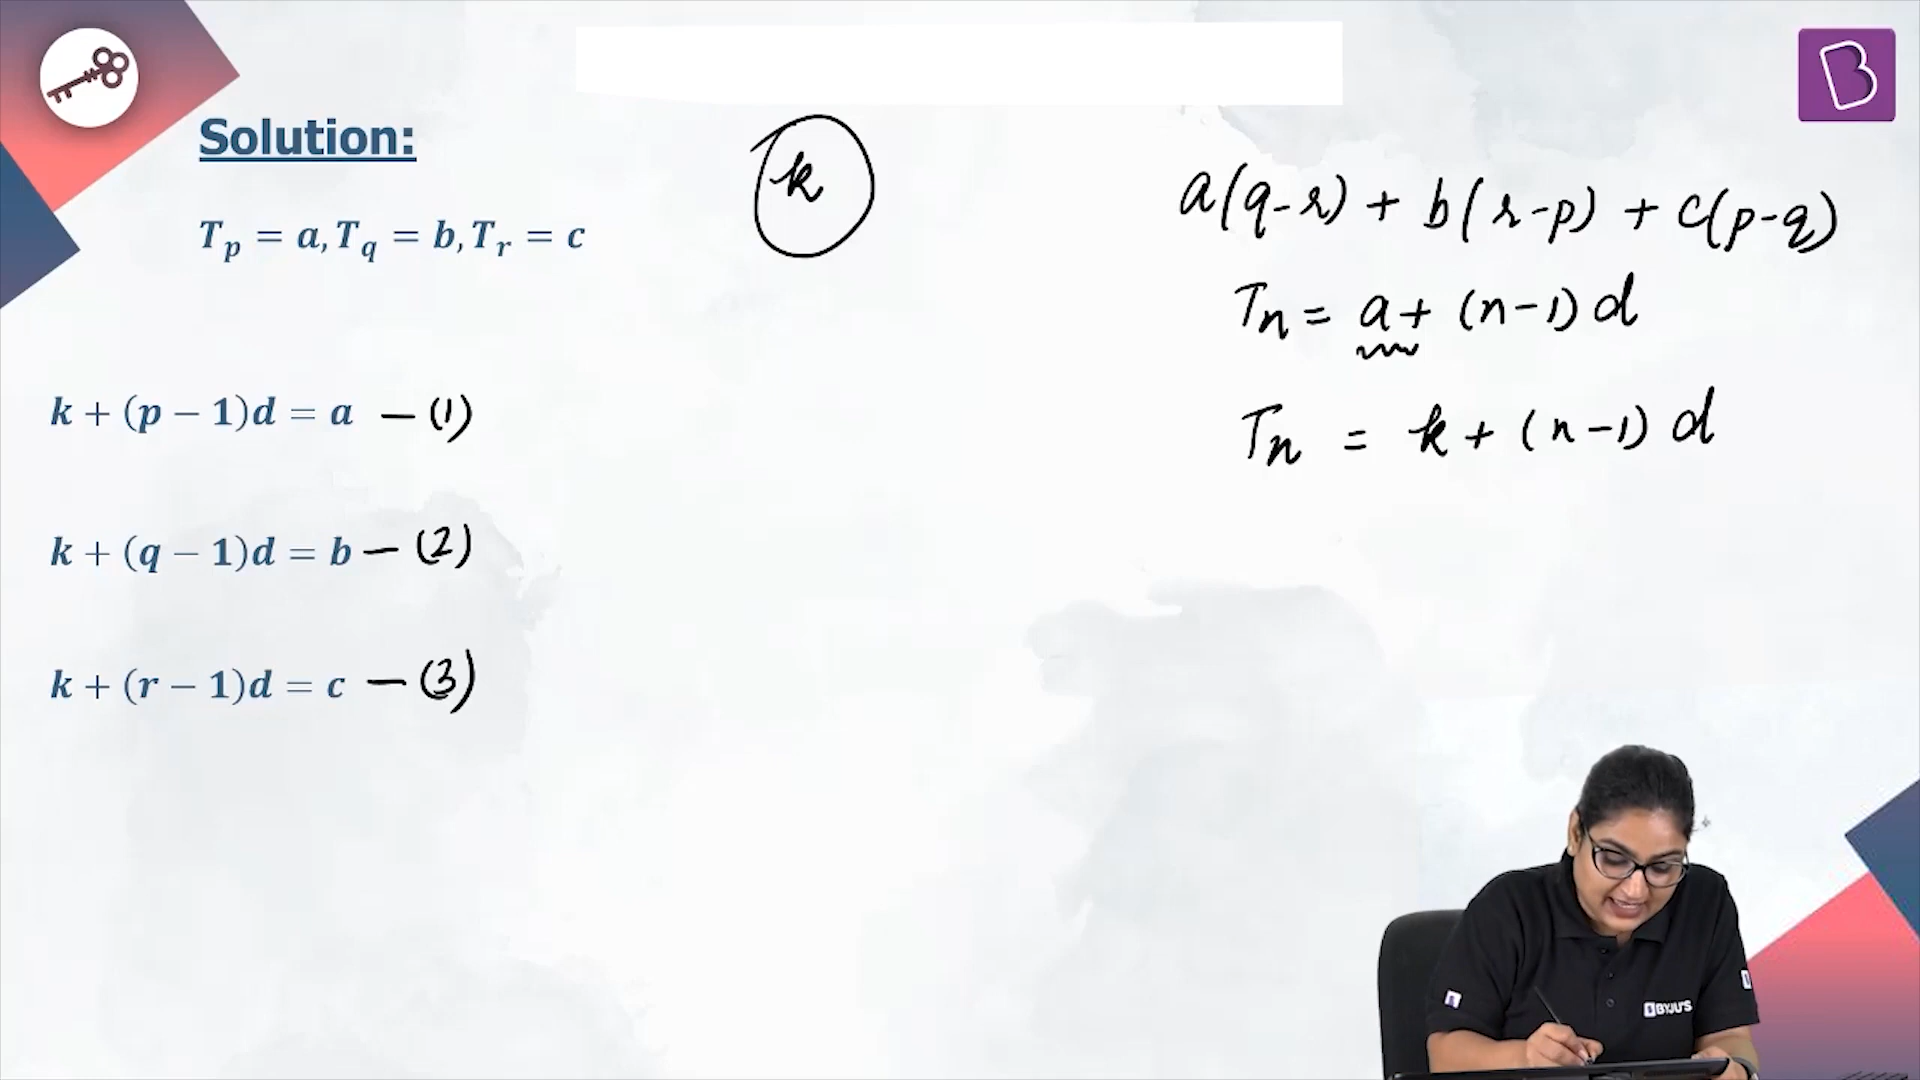 Solution:
T_p = a, T_q = b, T_r = c
k
k + (p − 1)d = a — (1)
k + (q − 1)d = b — (2)
k + (r − 1)d = c — (3)
a(q-r) + b(r-p) + c(p-q)
T_n = a + (n-1) d
T_n = k + (n-1) d
B
BYJU'S